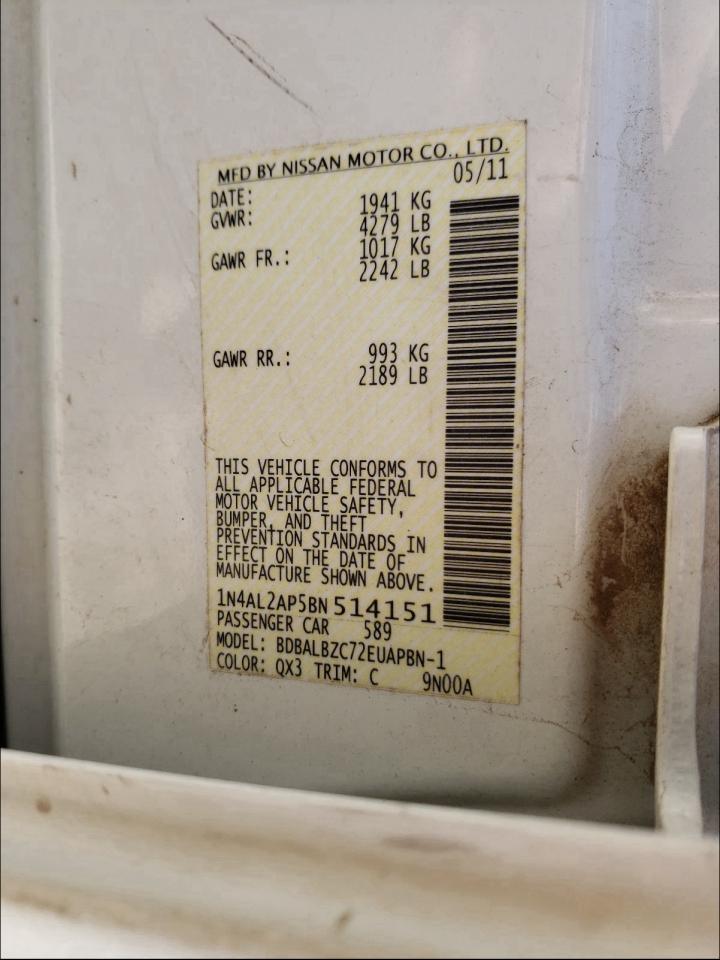 MFD BY NISSAN MOTOR CO., LTD.
DATE: 05/11
GVWR: 1941 KG
4279 LB
GAWR FR.: 1017 KG
2242 LB
GAWR RR.: 993 KG
2189 LB
THIS VEHICLE CONFORMS TO
ALL APPLICABLE FEDERAL
MOTOR VEHICLE SAFETY,
BUMPER, AND THEFT
PREVENTION STANDARDS IN
EFFECT ON THE DATE OF
MANUFACTURE SHOWN ABOVE.
1N4AL2AP5BN514151
PASSENGER CAR 589
MODEL: BDBALBZC72EUAPBN-1
COLOR: QX3 TRIM: C 9N00A